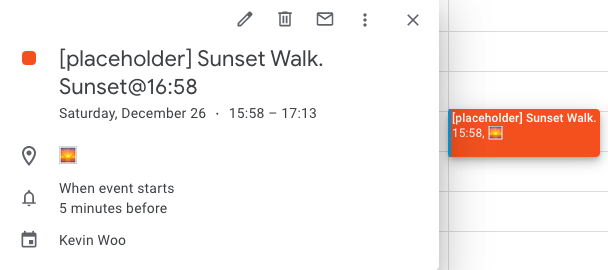 [placeholder] Sunset Walk.
Sunset@16:58
Saturday, December 26 · 15:58 – 17:13
🌅
When event starts
5 minutes before
Kevin Woo
[placeholder] Sunset Walk.
15:58, 🌅